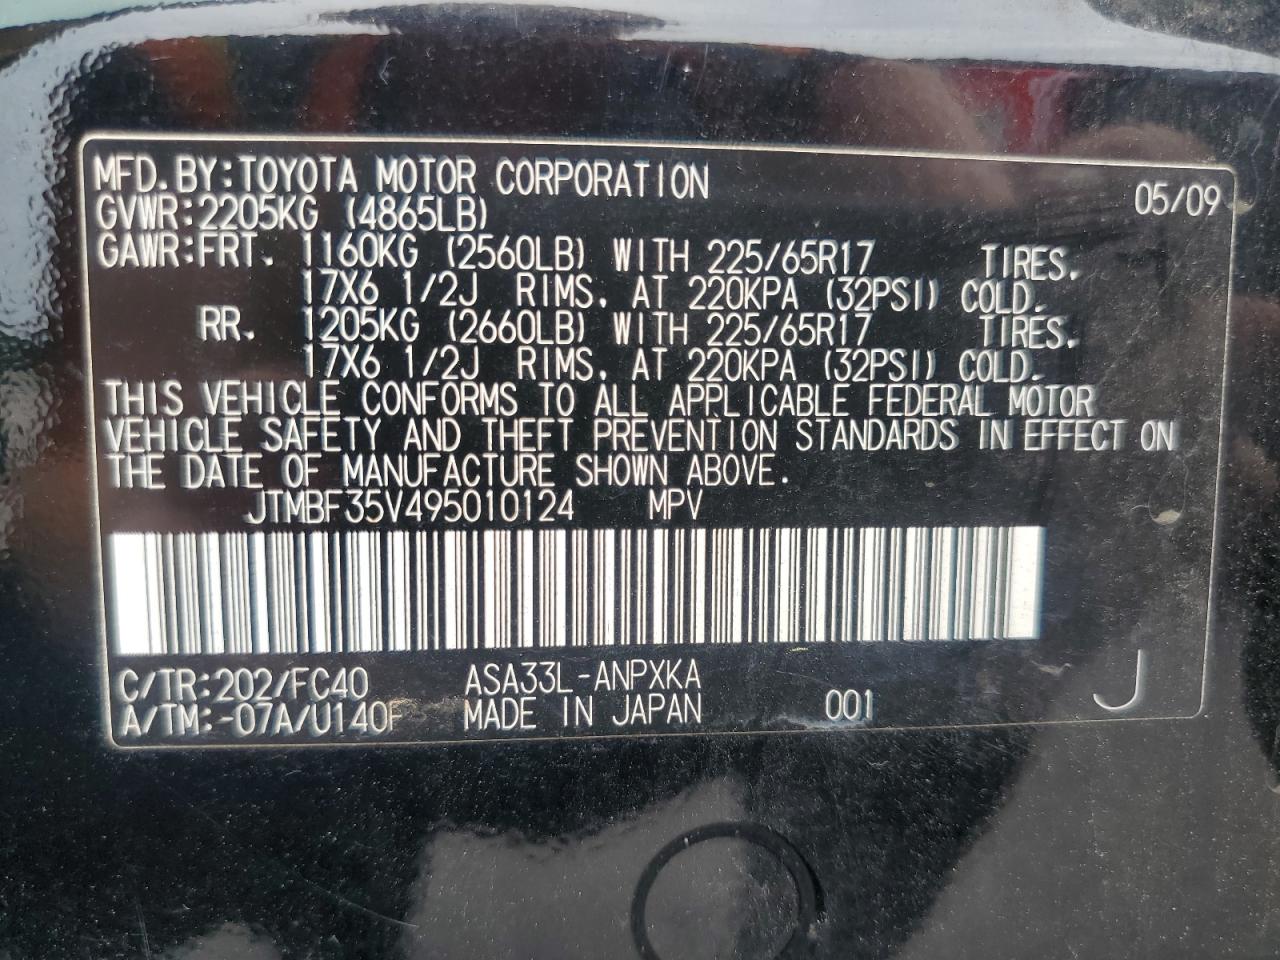 MFD.BY:TOYOTA MOTOR CORPORATION 05/09
GVWR:2205KG (4865LB)
GAWR:FRT. 1160KG (2560LB) WITH 225/65R17 TIRES.
17X6 1/2J RIMS, AT 220KPA (32PSI) COLD.
RR. 1205KG (2660LB) WITH 225/65R17 TIRES.
17X6 1/2J RIMS, AT 220KPA (32PSI) COLD.
THIS VEHICLE CONFORMS TO ALL APPLICABLE FEDERAL MOTOR
VEHICLE SAFETY AND THEFT PREVENTION STANDARDS IN EFFECT ON
THE DATE OF MANUFACTURE SHOWN ABOVE.
JTMBF35V495010124 MPV
C/TR:202/FC40 ASA33L-ANPXKA
A/TM:-07A/U140F MADE IN JAPAN 001 J